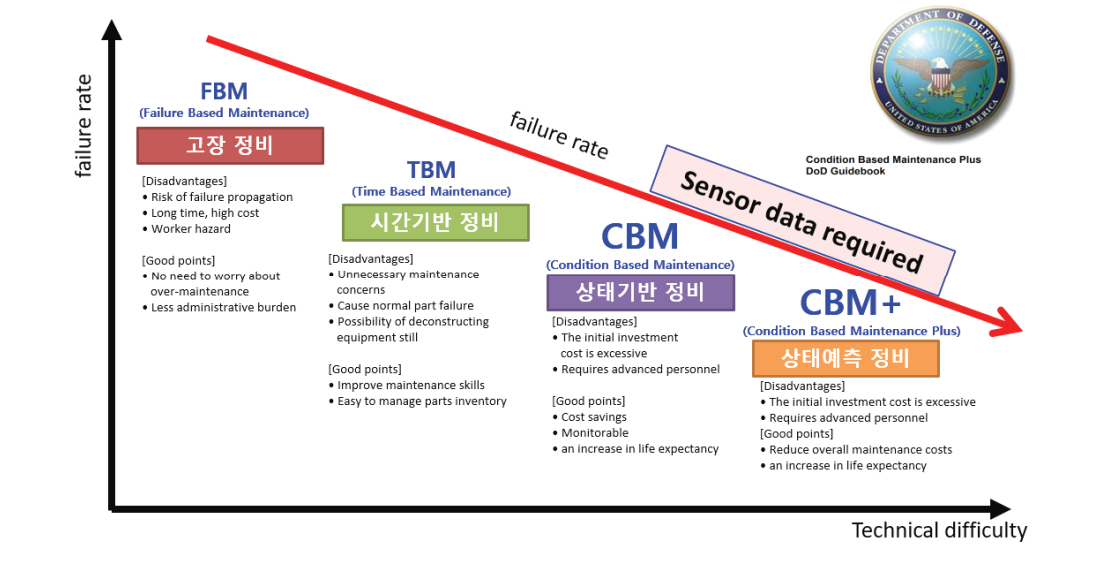 failure rate
FBM
(Failure Based Maintenance)
고장 정비
[Disadvantages]
• Risk of failure propagation
• Long time, high cost
• Worker hazard
[Good points]
• No need to worry about
over-maintenance
• Less administrative burden
TBM
(Time Based Maintenance)
시간기반 정비
[Disadvantages]
• Unnecessary maintenance
concerns
• Cause normal part failure
• Possibility of deconstructing
equipment still
[Good points]
• Improve maintenance skills
• Easy to manage parts inventory
failure rate
Sensor data required
CBM
(Condition Based Maintenance)
상태기반 정비
[Disadvantages]
• The initial investment
cost is excessive
• Requires advanced personnel
[Good points]
• Cost savings
• Monitorable
• an increase in life expectancy
DEPARTMENT OF DEFENSE
UNITED STATES OF AMERICA
Condition Based Maintenance Plus
DoD Guidebook
CBM+
(Condition Based Maintenance Plus)
상태예측 정비
[Disadvantages]
• The initial investment cost is excessive
• Requires advanced personnel
[Good points]
• Reduce overall maintenance costs
• an increase in life expectancy
Technical difficulty